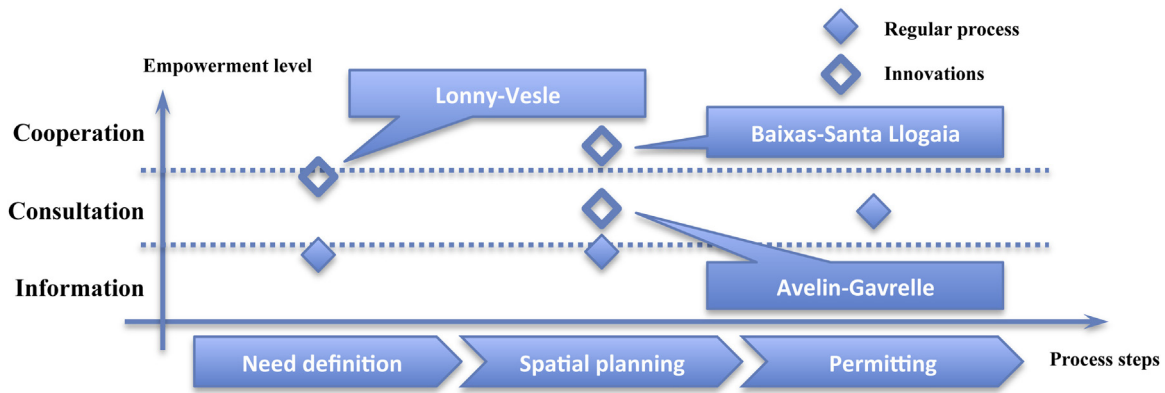 Regular process
Empowerment level
Innovations
Lonny-Vesle
Cooperation
Baixas-Santa Llogaia
Consultation
Information
Avelin-Gavrelle
Need definition
Spatial planning
Permitting
Process steps